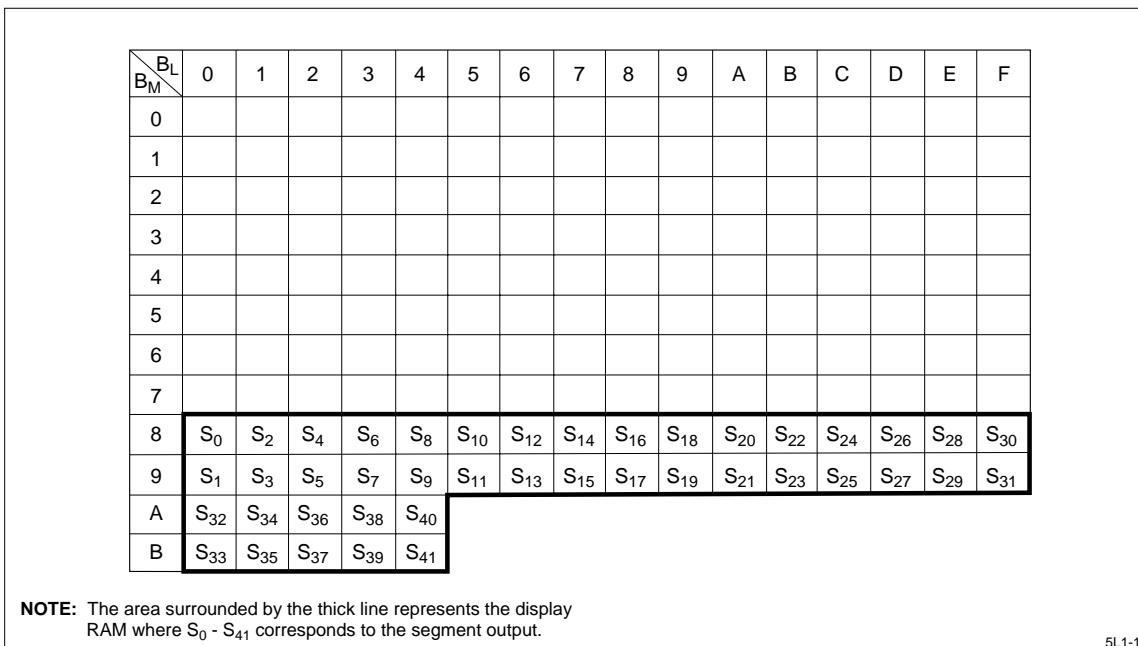 BL
BM 0 1 2 3 4 5 6 7 8 9 A B C D E F
0
1
2
3
4
5
6
7
8 S0 S2 S4 S6 S8 S10 S12 S14 S16 S18 S20 S22 S24 S26 S28 S30
9 S1 S3 S5 S7 S9 S11 S13 S15 S17 S19 S21 S23 S25 S27 S29 S31
A S32 S34 S36 S38 S40
B S33 S35 S37 S39 S41
NOTE: The area surrounded by the thick line represents the display
RAM where S0 - S41 corresponds to the segment output.
5L1-1